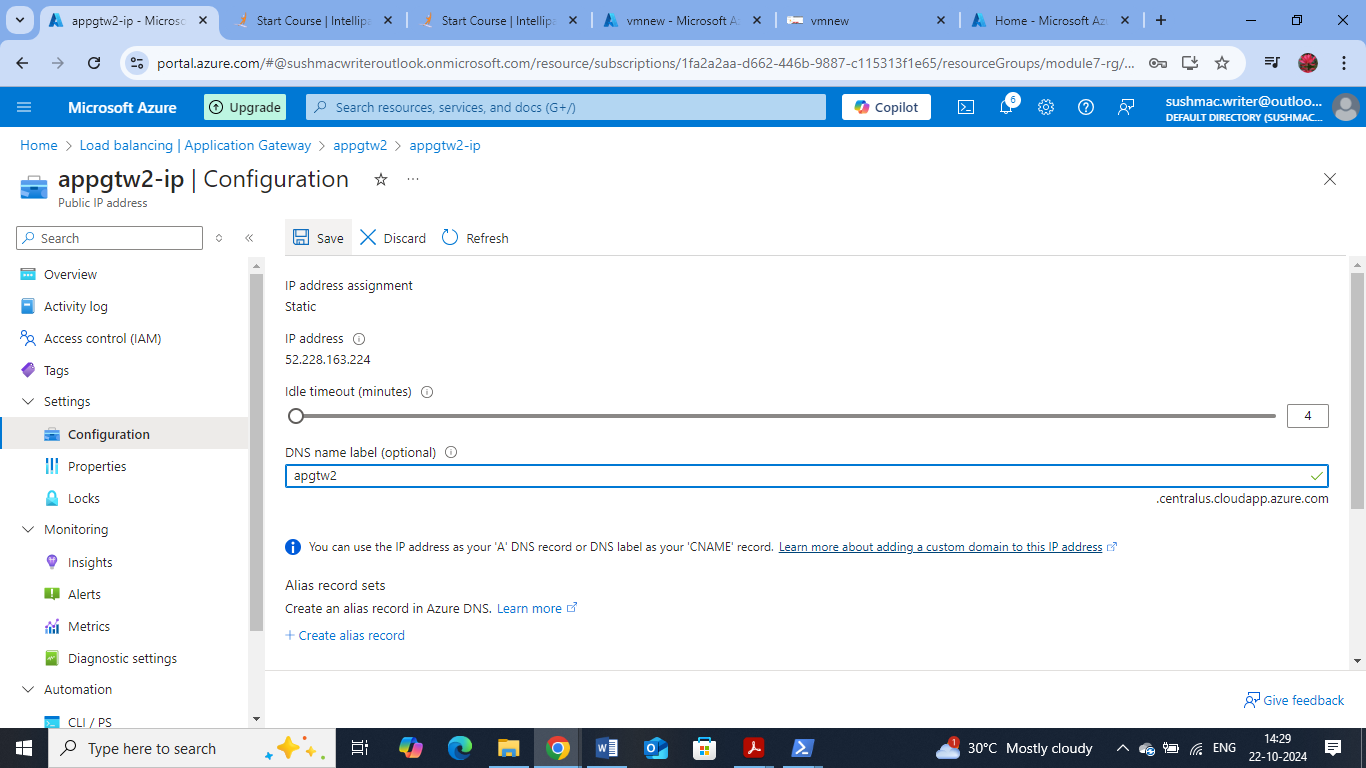 appgtw2-ip - Micros
Start Course | Intellipa
Start Course | Intellipa
vmnew - Microsoft A
vmnew
Home - Microsoft Az
portal.azure.com/#@sushmacwriteroutlook.onmicrosoft.com/resource/subscriptions/1fa2a2aa-d662-446b-9887-c115313f1e65/resourceGroups/module7-rg/...
Microsoft Azure
Upgrade
Search resources, services, and docs (G+/)
Copilot
6
sushmac.writer@outloo...
DEFAULT DIRECTORY (SUSHMAC...
Home > Load balancing | Application Gateway > appgtw2 > appgtw2-ip
appgtw2-ip | Configuration
Public IP address
Search
Save
Discard
Refresh
Overview
Activity log
Access control (IAM)
Tags
Settings
Configuration
Properties
Locks
Monitoring
Insights
Alerts
Metrics
Diagnostic settings
Automation
CLI / PS
IP address assignment
Static
IP address
52.228.163.224
Idle timeout (minutes)
4
DNS name label (optional)
apgtw2
.centralus.cloudapp.azure.com
You can use the IP address as your 'A' DNS record or DNS label as your 'CNAME' record. Learn more about adding a custom domain to this IP address
Alias record sets
Create an alias record in Azure DNS. Learn more
+ Create alias record
Give feedback
Type here to search
1
30°C Mostly cloudy
ENG
14:29
22-10-2024